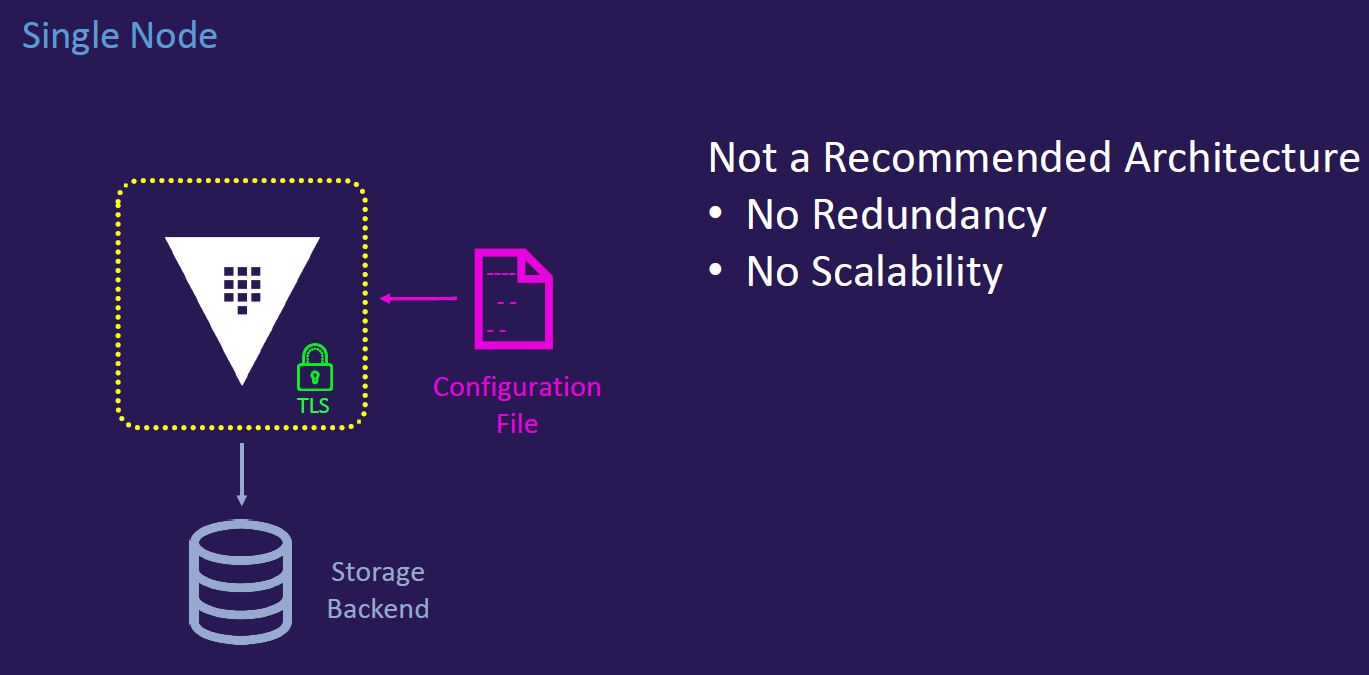 Single Node
Not a Recommended Architecture
• No Redundancy
• No Scalability
TLS
Configuration
File
Storage
Backend